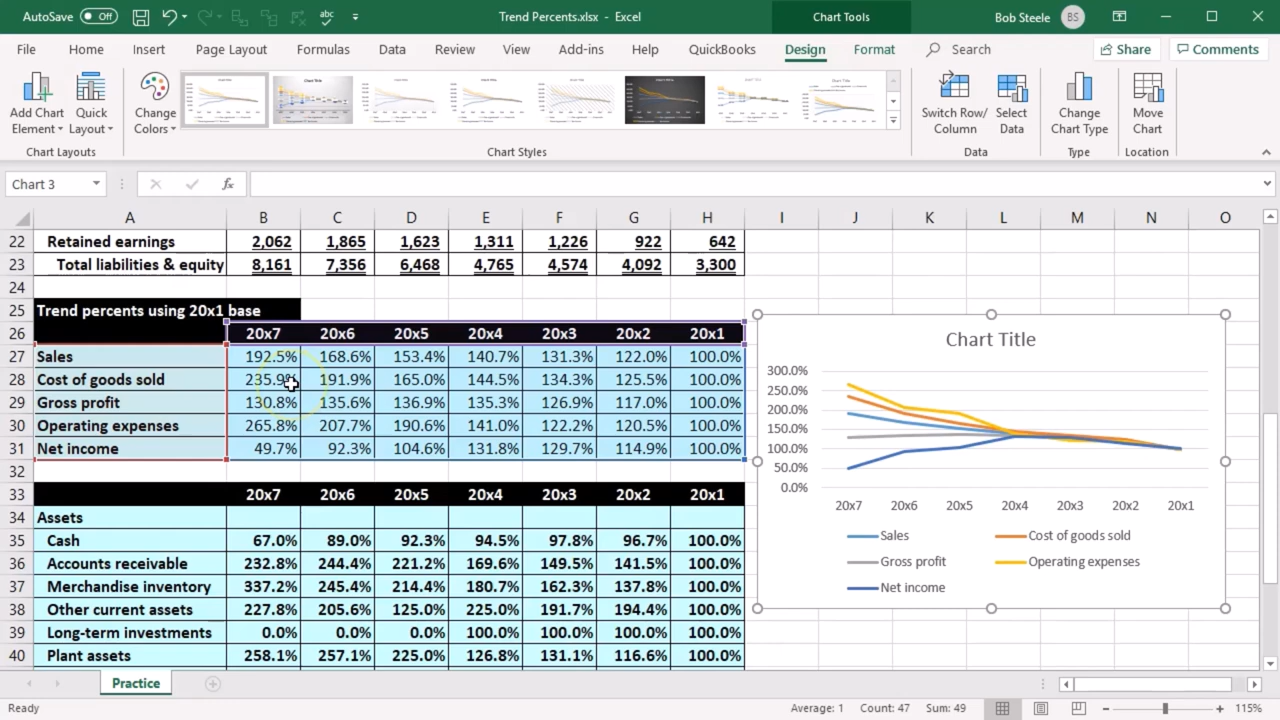 AutoSave Off abc Trend Percents.xlsx - Excel Chart Tools Bob Steele BS
File Home Insert Page Layout Formulas Data Review View Add-ins Help QuickBooks Design Format Search Share Comments
Add Chart Element Quick Layout Change Colors Switch Row/ Column Select Data Change Chart Type Move Chart
Chart Layouts Chart Styles Data Type Location
Chart 3 fx
A B C D E F G H I J K L M N O
22 Retained earnings 2,062 1,865 1,623 1,311 1,226 922 642
23 Total liabilities & equity 8,161 7,356 6,468 4,765 4,574 4,092 3,300
24
25 Trend percents using 20x1 base
26 20x7 20x6 20x5 20x4 20x3 20x2 20x1
27 Sales 192.5% 168.6% 153.4% 140.7% 131.3% 122.0% 100.0%
28 Cost of goods sold 235.9% 191.9% 165.0% 144.5% 134.3% 125.5% 100.0%
29 Gross profit 130.8% 135.6% 136.9% 135.3% 126.9% 117.0% 100.0%
30 Operating expenses 265.8% 207.7% 190.6% 141.0% 122.2% 120.5% 100.0%
31 Net income 49.7% 92.3% 104.6% 131.8% 129.7% 114.9% 100.0%
32
33 20x7 20x6 20x5 20x4 20x3 20x2 20x1
34 Assets
35 Cash 67.0% 89.0% 92.3% 94.5% 97.8% 96.7% 100.0%
36 Accounts receivable 232.8% 244.4% 221.2% 169.6% 149.5% 141.5% 100.0%
37 Merchandise inventory 337.2% 245.4% 214.4% 180.7% 162.3% 137.8% 100.0%
38 Other current assets 227.8% 205.6% 125.0% 225.0% 191.7% 194.4% 100.0%
39 Long-term investments 0.0% 0.0% 0.0% 100.0% 100.0% 100.0% 100.0%
40 Plant assets 258.1% 257.1% 225.0% 126.8% 131.1% 116.6% 100.0%
Chart Title
300.0%
250.0%
200.0%
150.0%
100.0%
50.0%
0.0%
20x7 20x6 20x5 20x4 20x3 20x2 20x1
Sales Cost of goods sold
Gross profit Operating expenses
Net income
Practice
Ready Average: 1 Count: 47 Sum: 49 115%